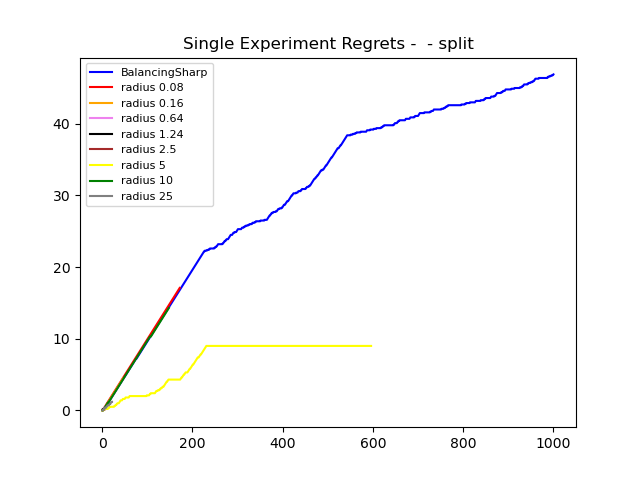 Single Experiment Regrets -  - split
BalancingSharp
radius 0.08
radius 0.16
radius 0.64
radius 1.24
radius 2.5
radius 5
radius 10
radius 25
40
30
20
10
0
0 200 400 600 800 1000